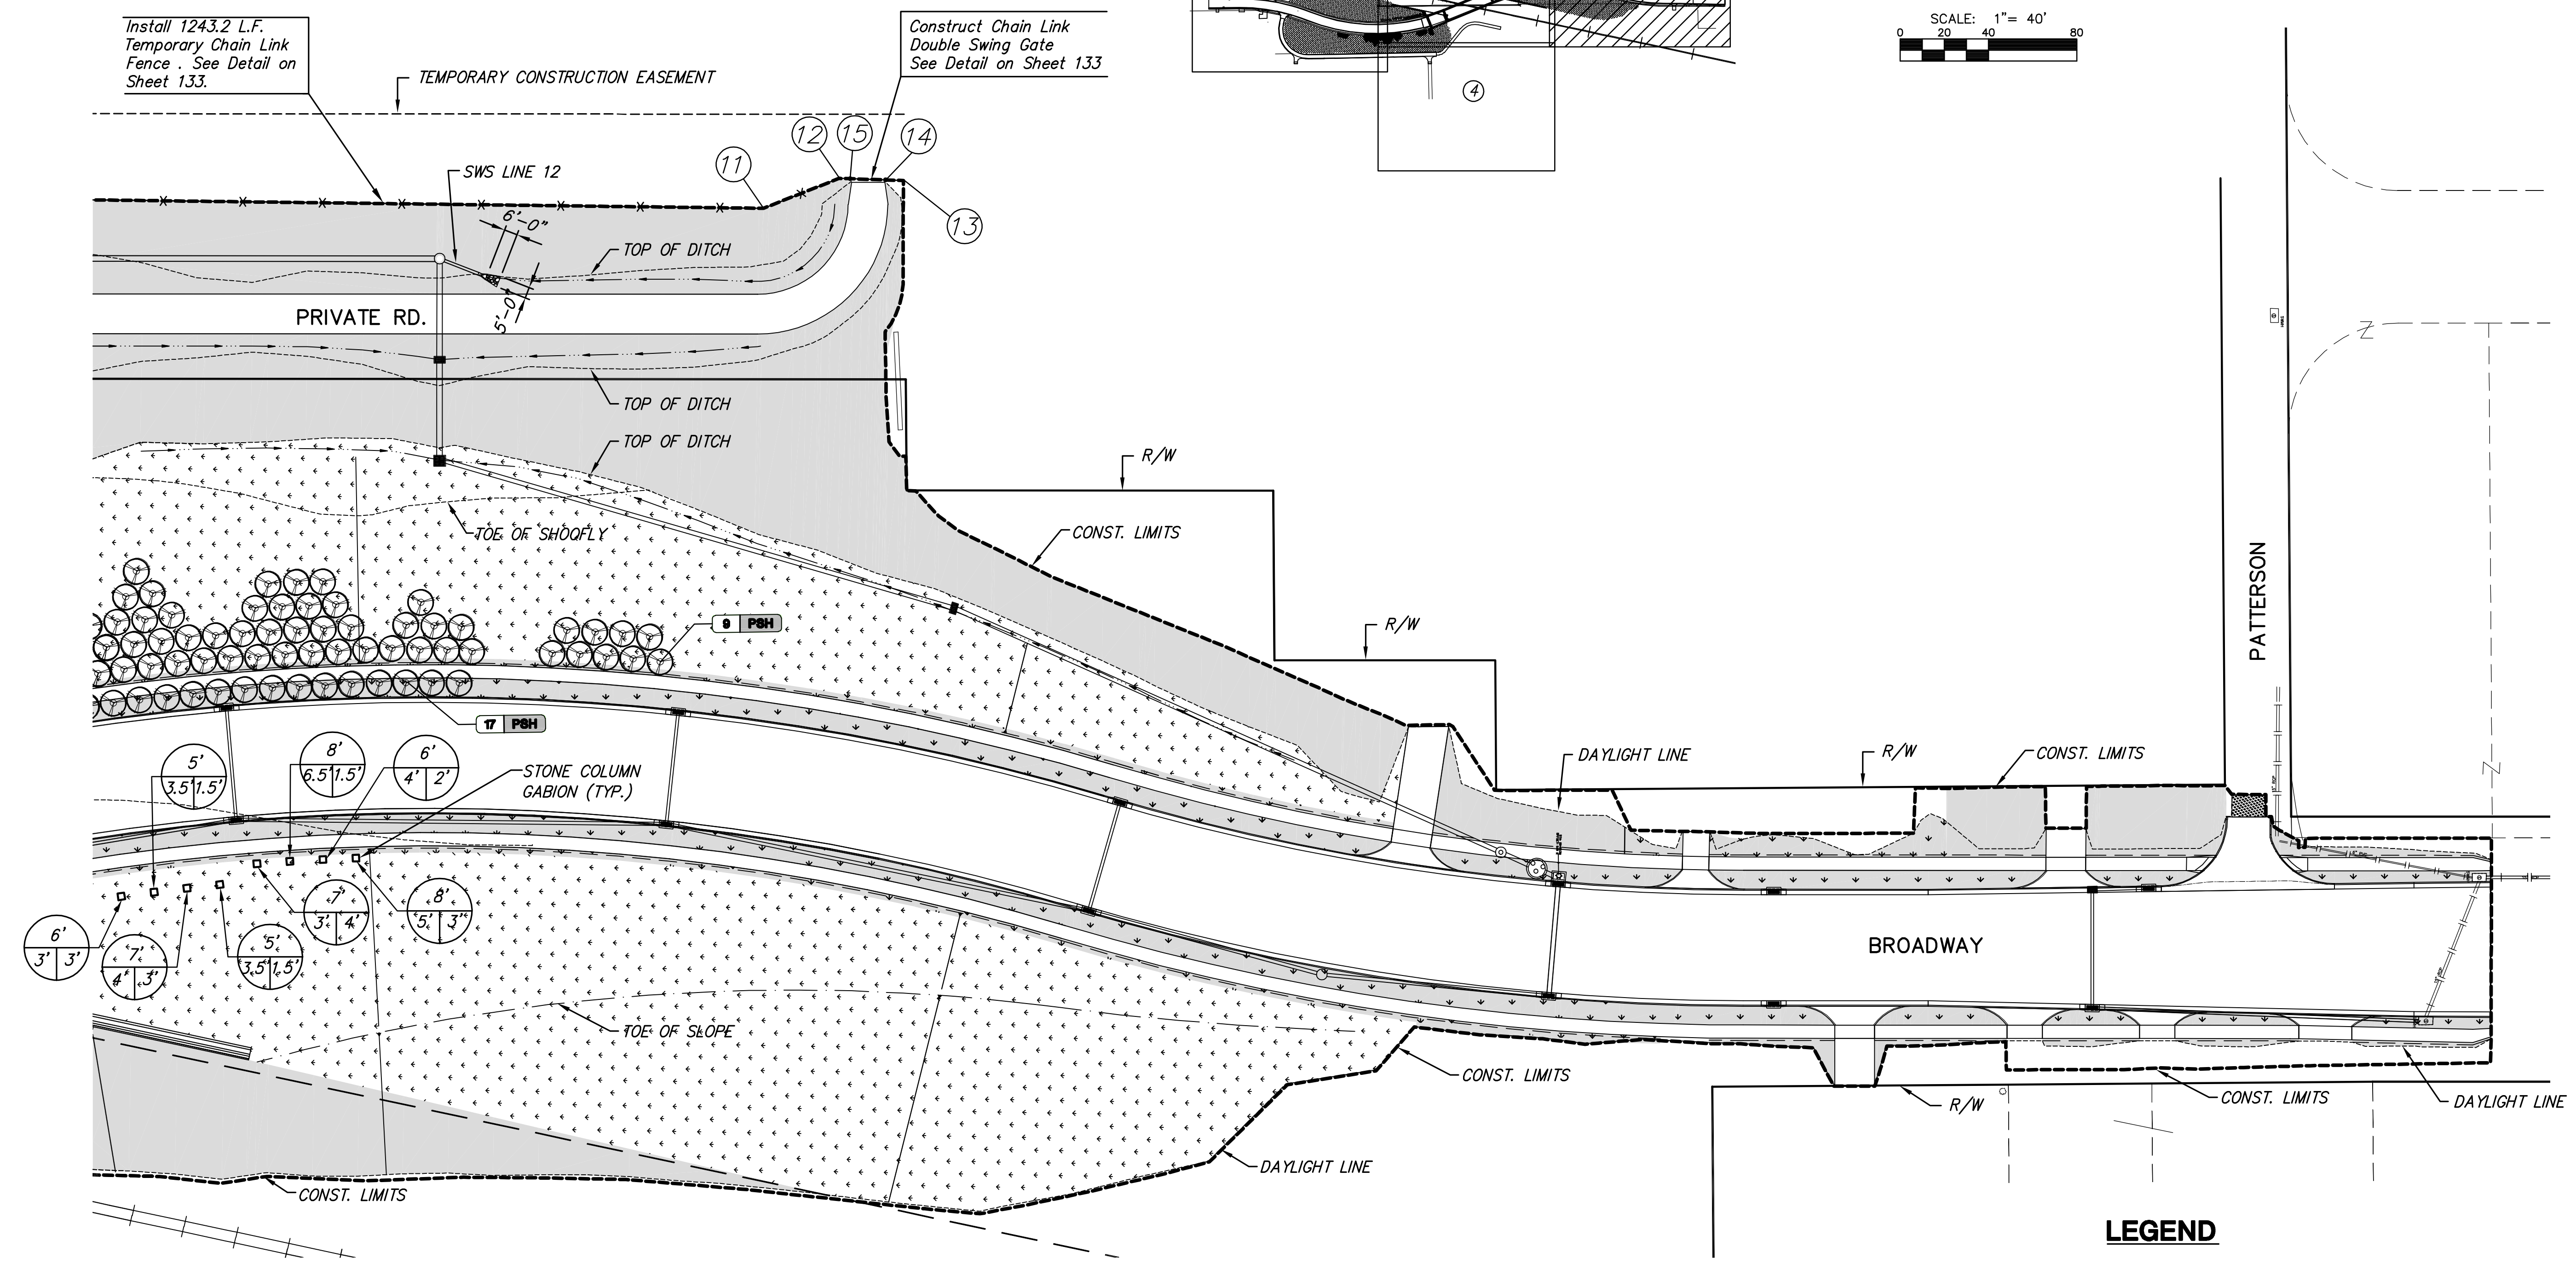 Install 1243.2 L.F.
Temporary Chain Link
Fence . See Detail on
Sheet 133.
TEMPORARY CONSTRUCTION EASEMENT
Construct Chain Link
Double Swing Gate
See Detail on Sheet 133
4
SCALE: 1"= 40'
0 20 40 80
11
12
15
14
13
SWS LINE 12
6'-0"
5'-0"
TOP OF DITCH
PRIVATE RD.
TOP OF DITCH
TOP OF DITCH
R/W
TOE OF SHOOFLY
CONST. LIMITS
9 PSH
R/W
PATTERSON
17 PSH
5'
3.5' 1.5'
8'
6.5' 1.5'
6'
4' 2'
STONE COLUMN
GABION (TYP.)
DAYLIGHT LINE
R/W
CONST. LIMITS
6'
3' 3'
7'
4' 3'
5'
3.5' 1.5'
7'
3' 4'
8'
5' 3'
BROADWAY
TOE OF SLOPE
CONST. LIMITS
R/W
CONST. LIMITS
DAYLIGHT LINE
DAYLIGHT LINE
CONST. LIMITS
LEGEND